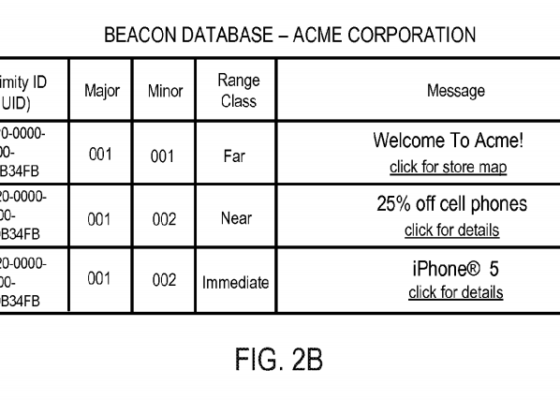 BEACON DATABASE – ACME CORPORATION
imity ID
UID)
Major
Minor
Range
Class
Message
20-0000-
00-
B34FB
001
001
Far
Welcome To Acme!
click for store map
20-0000-
00-
0B34FB
001
002
Near
25% off cell phones
click for details
20-0000-
00-
B34FB
001
002
Immediate
iPhone® 5
click for details
FIG. 2B